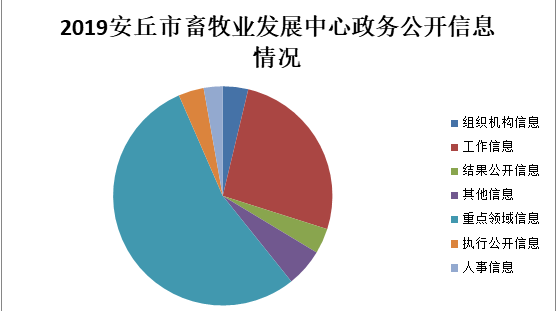 2019安丘市畜牧业发展中心政务公开信息
情况
组织机构信息
工作信息
结果公开信息
其他信息
重点领域信息
执行公开信息
人事信息